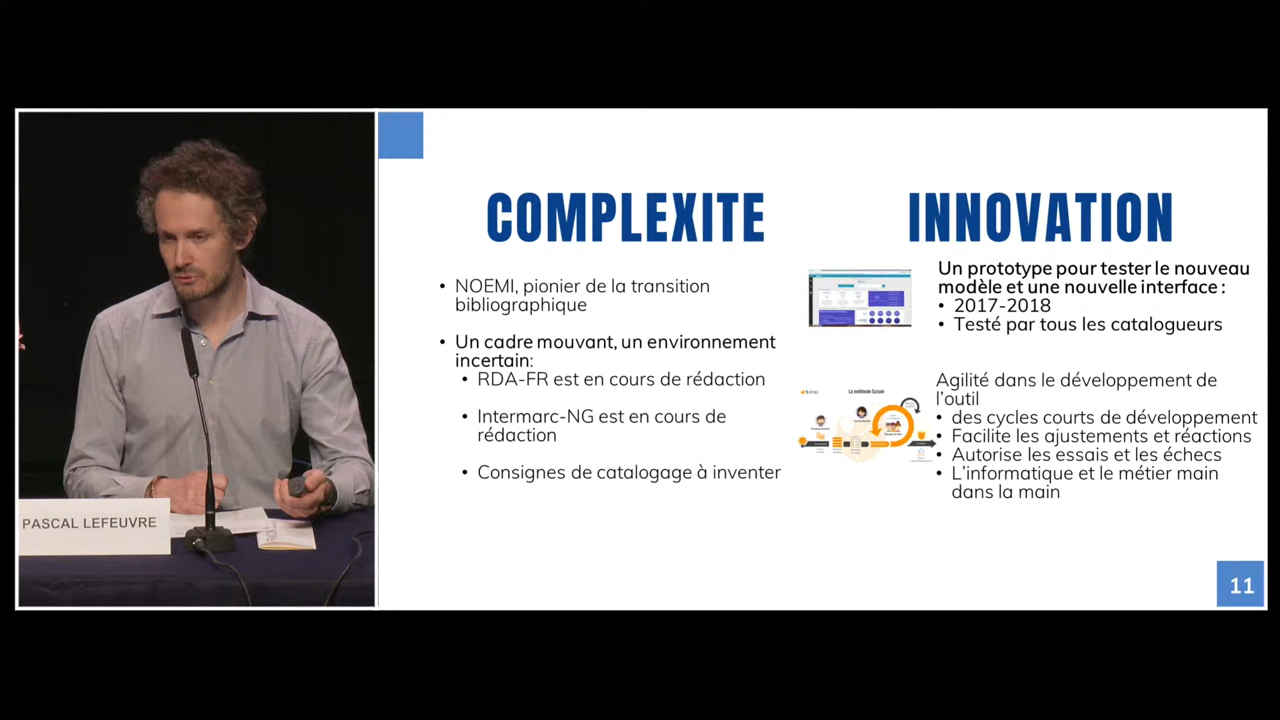 PASCAL LEFEUVRE
COMPLEXITE
• NOEMI, pionier de la transition
bibliographique
• Un cadre mouvant, un environnement
incertain:
• RDA-FR est en cours de rédaction
• Intermarc-NG est en cours de
rédaction
• Consignes de catalogage à inventer
INNOVATION
Un prototype pour tester le nouveau
modèle et une nouvelle interface :
• 2017-2018
• Testé par tous les catalogueurs
La méthode Scrum
Agilité dans le développement de
l’outil
• des cycles courts de développement
• Facilite les ajustements et réactions
• Autorise les essais et les échecs
• L’informatique et le métier main
dans la main
11